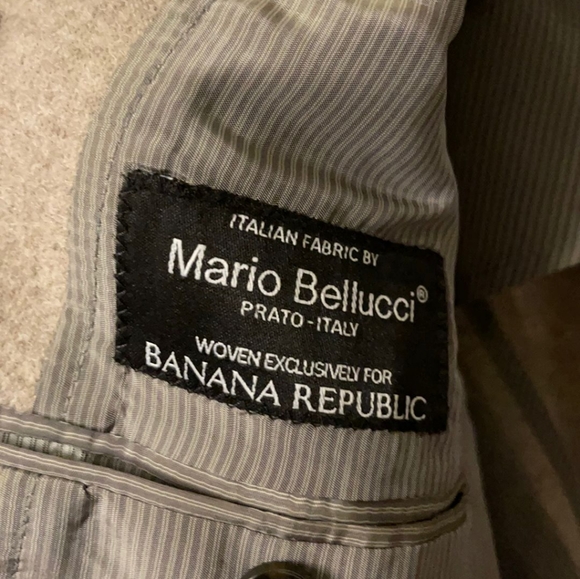 ITALIAN FABRIC BY
Mario Bellucci®
PRATO-ITALY
WOVEN EXCLUSIVELY FOR
BANANA REPUBLIC